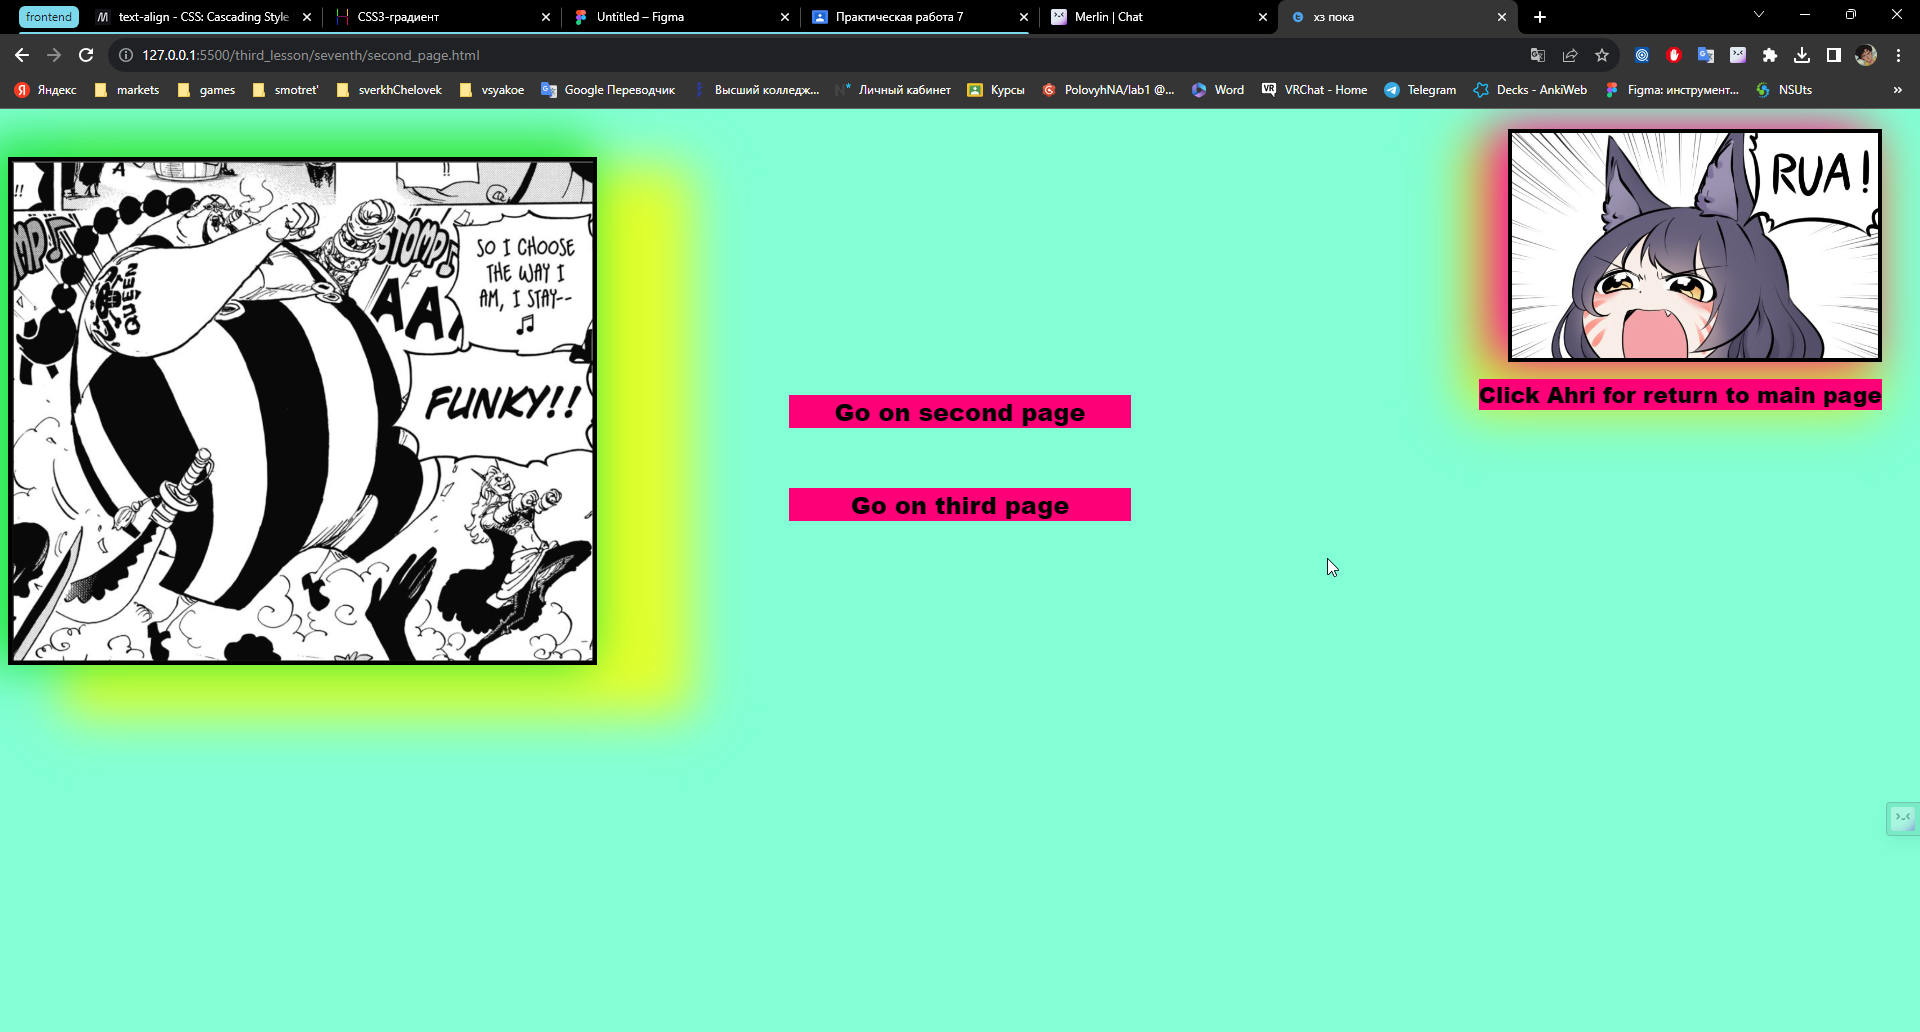 frontend
text-align - CSS: Cascading Style
CSS3-градиент
Untitled – Figma
Практическая работа 7
Merlin | Chat
хз пока
127.0.0.1:5500/third_lesson/seventh/second_page.html
Яндекс
markets
games
smotret'
sverkhChelovek
vsyakoe
Google Переводчик
Высший колледж...
Личный кабинет
Курсы
PolovyhNA/lab1 @...
Word
VRChat - Home
Telegram
Decks - AnkiWeb
Figma: инструмент...
NSUts
!!
A
!!
STOMP♪
SO I CHOOSE
THE WAY I
AM, I STAY--
♫
QUEEN
AA
FUNKY!!
Go on second page
Go on third page
RUA!
Click Ahri for return to main page